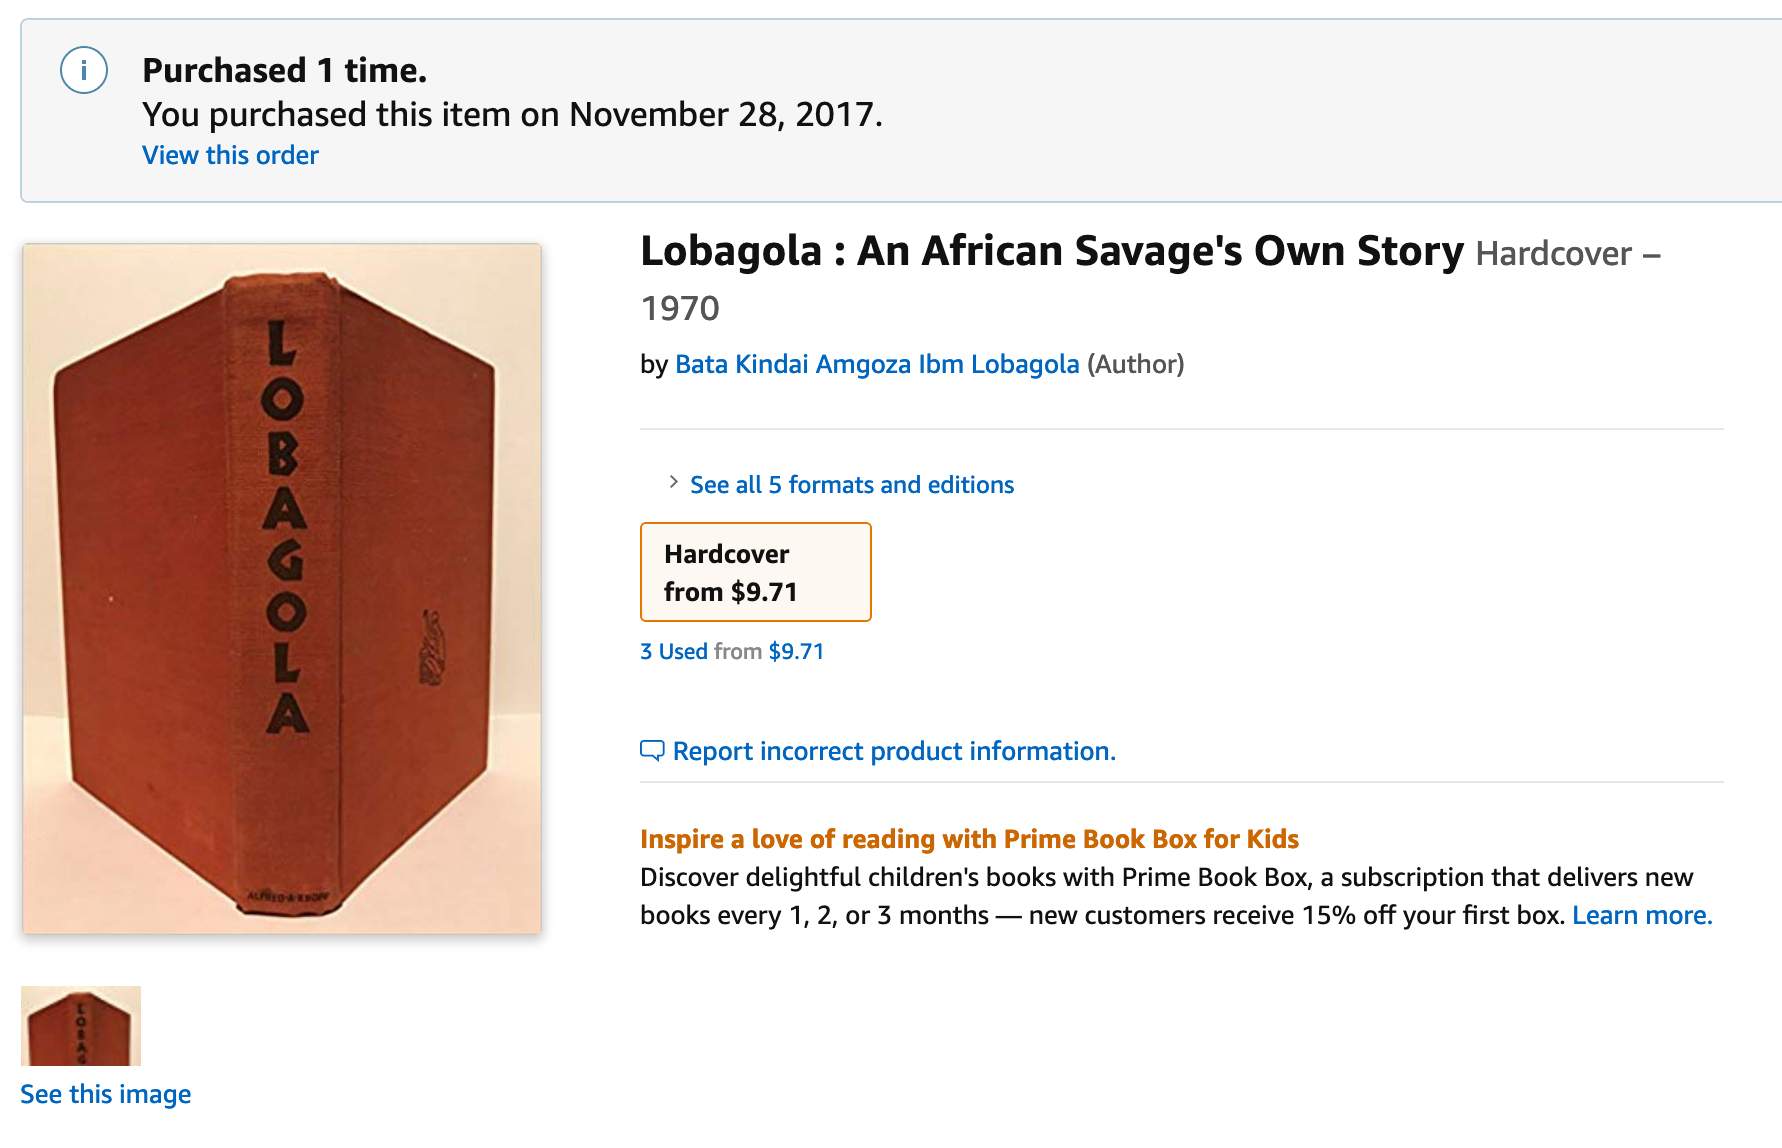 i
Purchased 1 time.
You purchased this item on November 28, 2017.
View this order
LOBAGOLA
ALFRED·A·KNOPF
Lobagola : An African Savage's Own Story Hardcover –
1970
by Bata Kindai Amgoza Ibm Lobagola (Author)
See all 5 formats and editions
Hardcover
from $9.71
3 Used from $9.71
Report incorrect product information.
Inspire a love of reading with Prime Book Box for Kids
Discover delightful children's books with Prime Book Box, a subscription that delivers new
books every 1, 2, or 3 months — new customers receive 15% off your first box. Learn more.
LOBAG
See this image